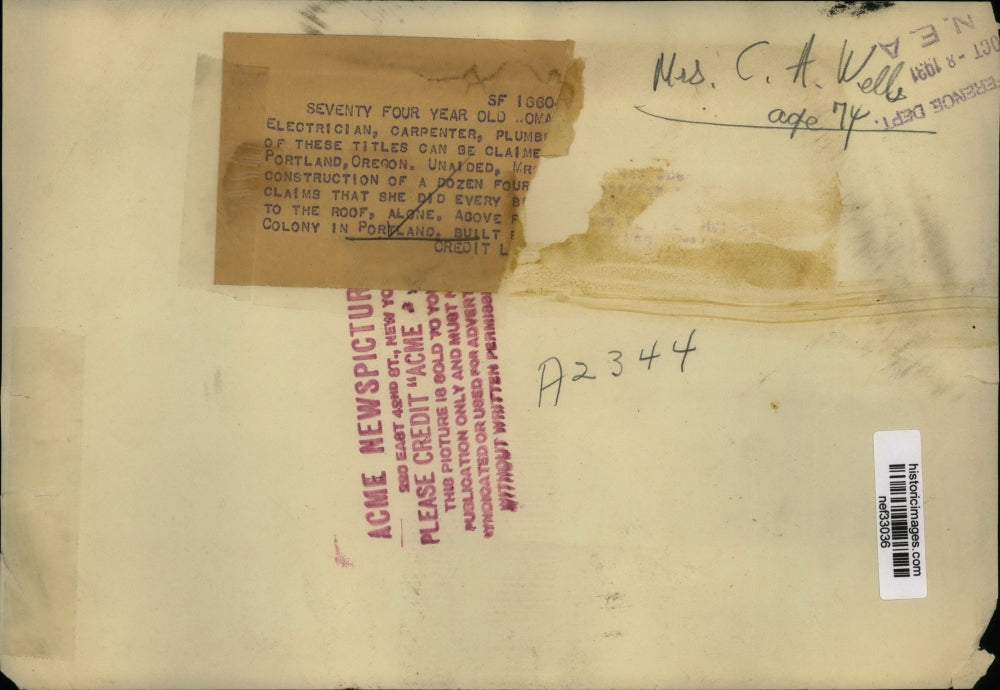 Mrs. C. A. Wells
age 74
N. E. A
OCT - 8 1931
ERENCE DEPT.
SF 1660
SEVENTY FOUR YEAR OLD .OMA
ELECTRICIAN, CARPENTER, PLUMB
OF THESE TITLES CAN BE CLAIME
PORTLAND, OREGON. UNAIDED, MR
CONSTRUCTION OF A DOZEN FOUR
CLAIMS THAT SHE DID EVERY B
TO THE ROOF, ALONE. ABOVE
COLONY IN PORTLAND, BUILT
CREDIT L
ACME NEWSPICTUR
220 EAST 42ND ST., NEW YO
PLEASE CREDIT "ACME
THIS PICTURE IS SOLD TO YO
PUBLICATION ONLY AND MUST
SYNDICATED OR USED FOR ADVERT
WITHOUT WRITTEN PERMISS
A2344
historicimages.com
nef33036